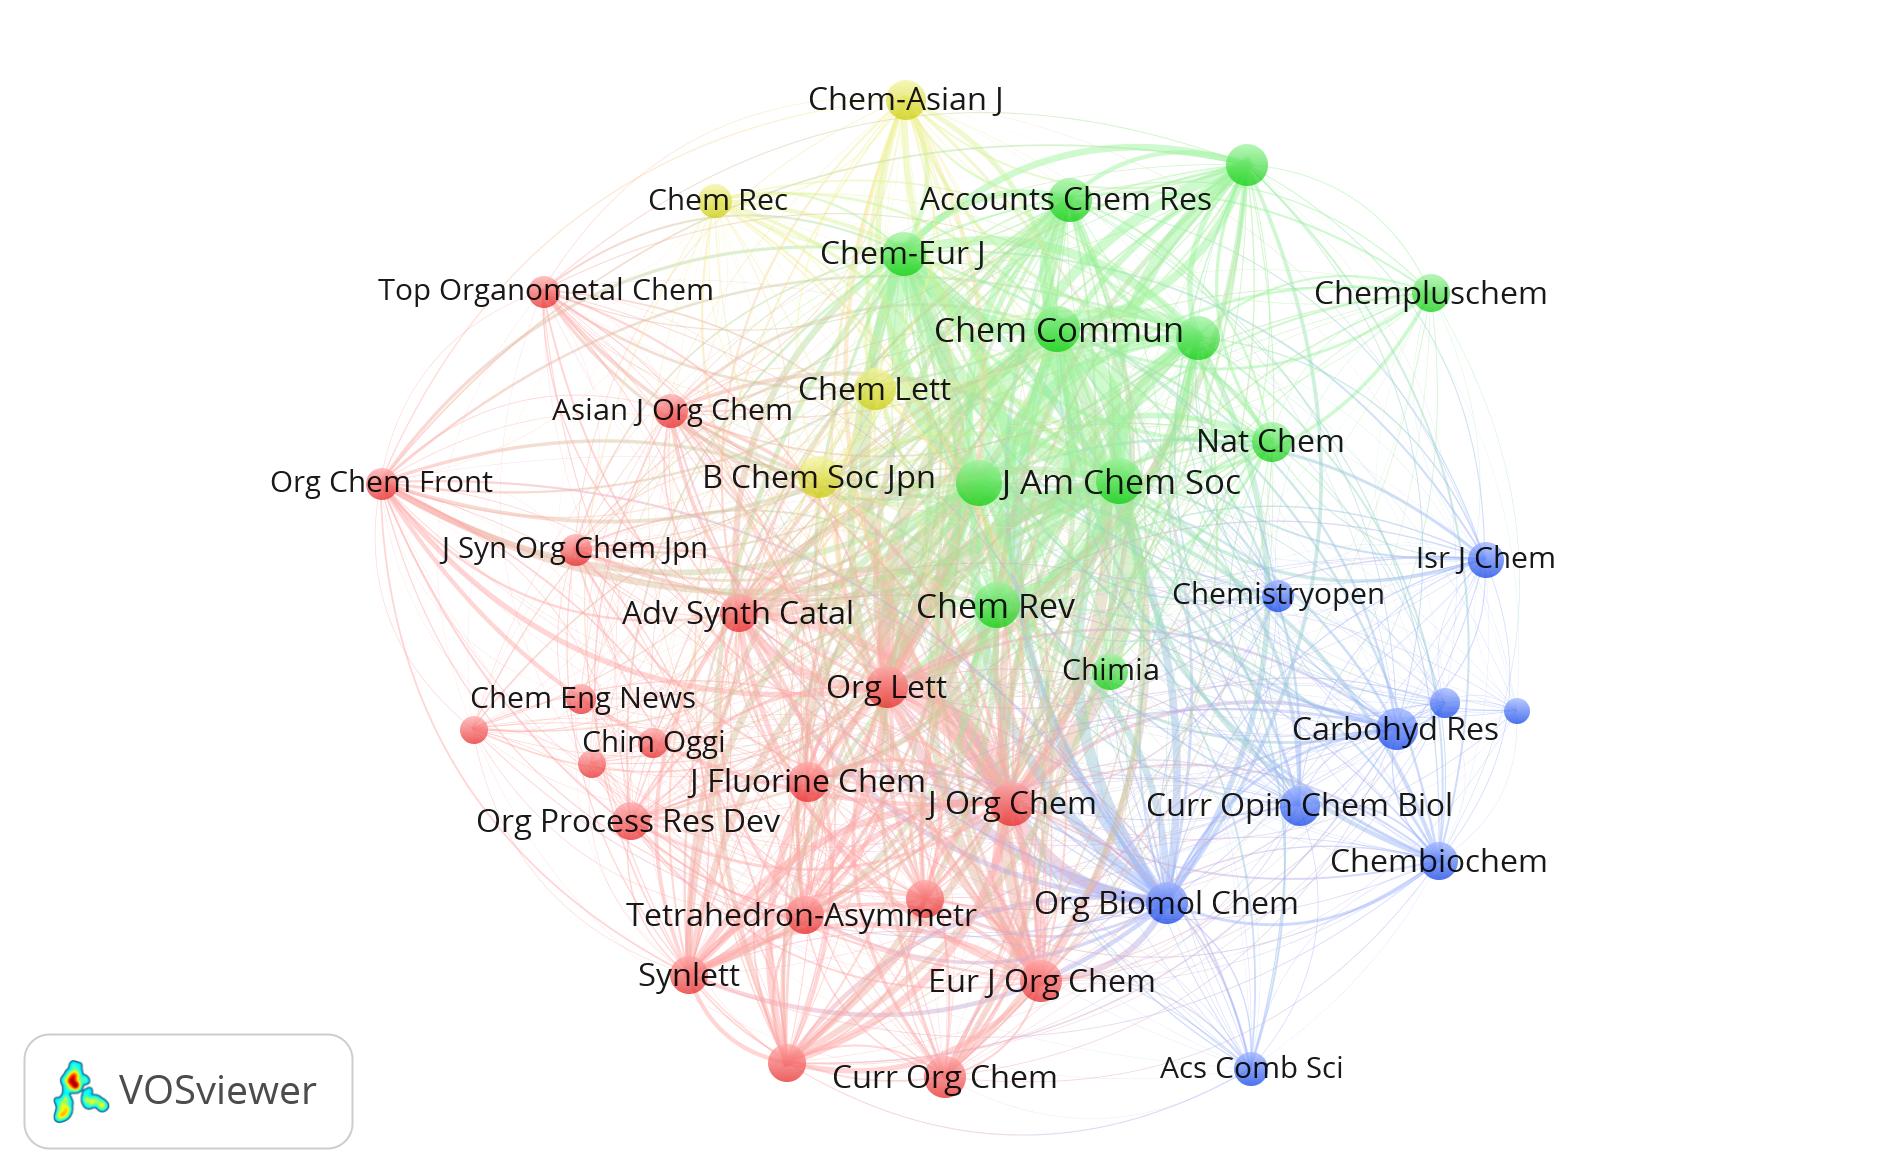 Chem-Asian J
Chem Rec
Accounts Chem Res
Chem-Eur J
Top Organometal Chem
Chempluschem
Chem Commun
Chem Lett
Asian J Org Chem
Nat Chem
B Chem Soc Jpn
Org Chem Front
J Am Chem Soc
J Syn Org Chem Jpn
Isr J Chem
Chemistryopen
Adv Synth Catal
Chem Rev
Chimia
Org Lett
Chem Eng News
Carbohyd Res
Chim Oggi
J Fluorine Chem
J Org Chem
Curr Opin Chem Biol
Org Process Res Dev
Chembiochem
Org Biomol Chem
Tetrahedron-Asymmetr
Synlett
Eur J Org Chem
Acs Comb Sci
Curr Org Chem
VOSviewer